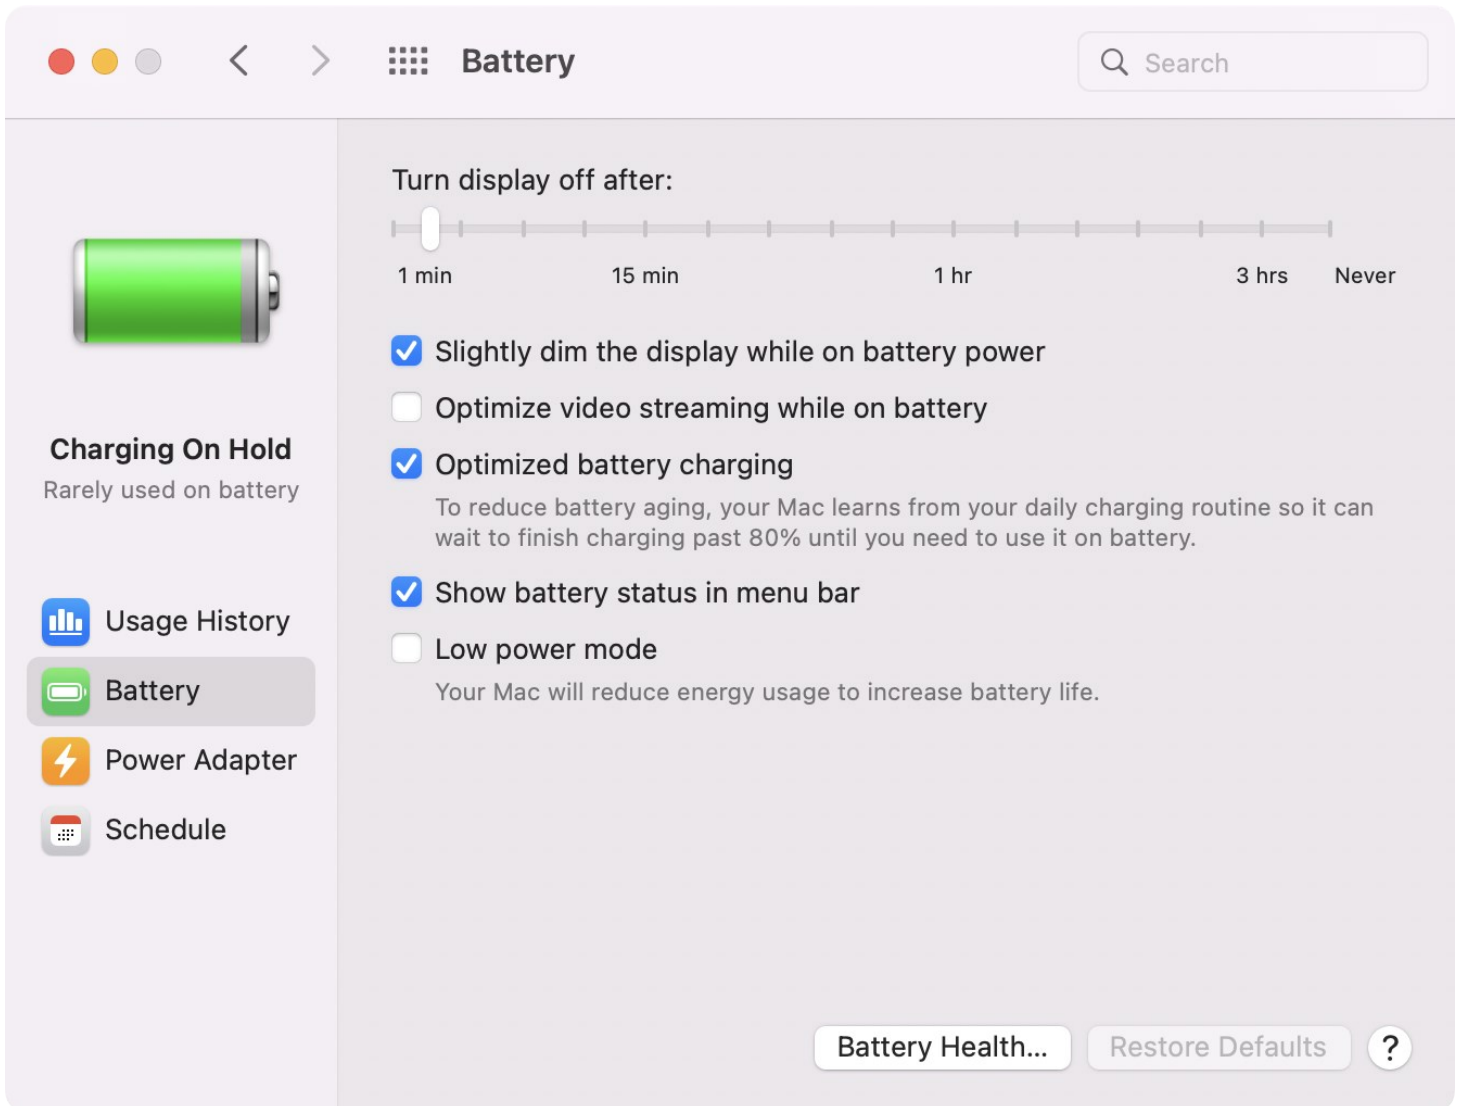 Battery
Search
Charging On Hold
Rarely used on battery
Usage History
Battery
Power Adapter
Schedule
Turn display off after:
1 min 15 min 1 hr 3 hrs Never
Slightly dim the display while on battery power
Optimize video streaming while on battery
Optimized battery charging
To reduce battery aging, your Mac learns from your daily charging routine so it can
wait to finish charging past 80% until you need to use it on battery.
Show battery status in menu bar
Low power mode
Your Mac will reduce energy usage to increase battery life.
Battery Health...
Restore Defaults
?